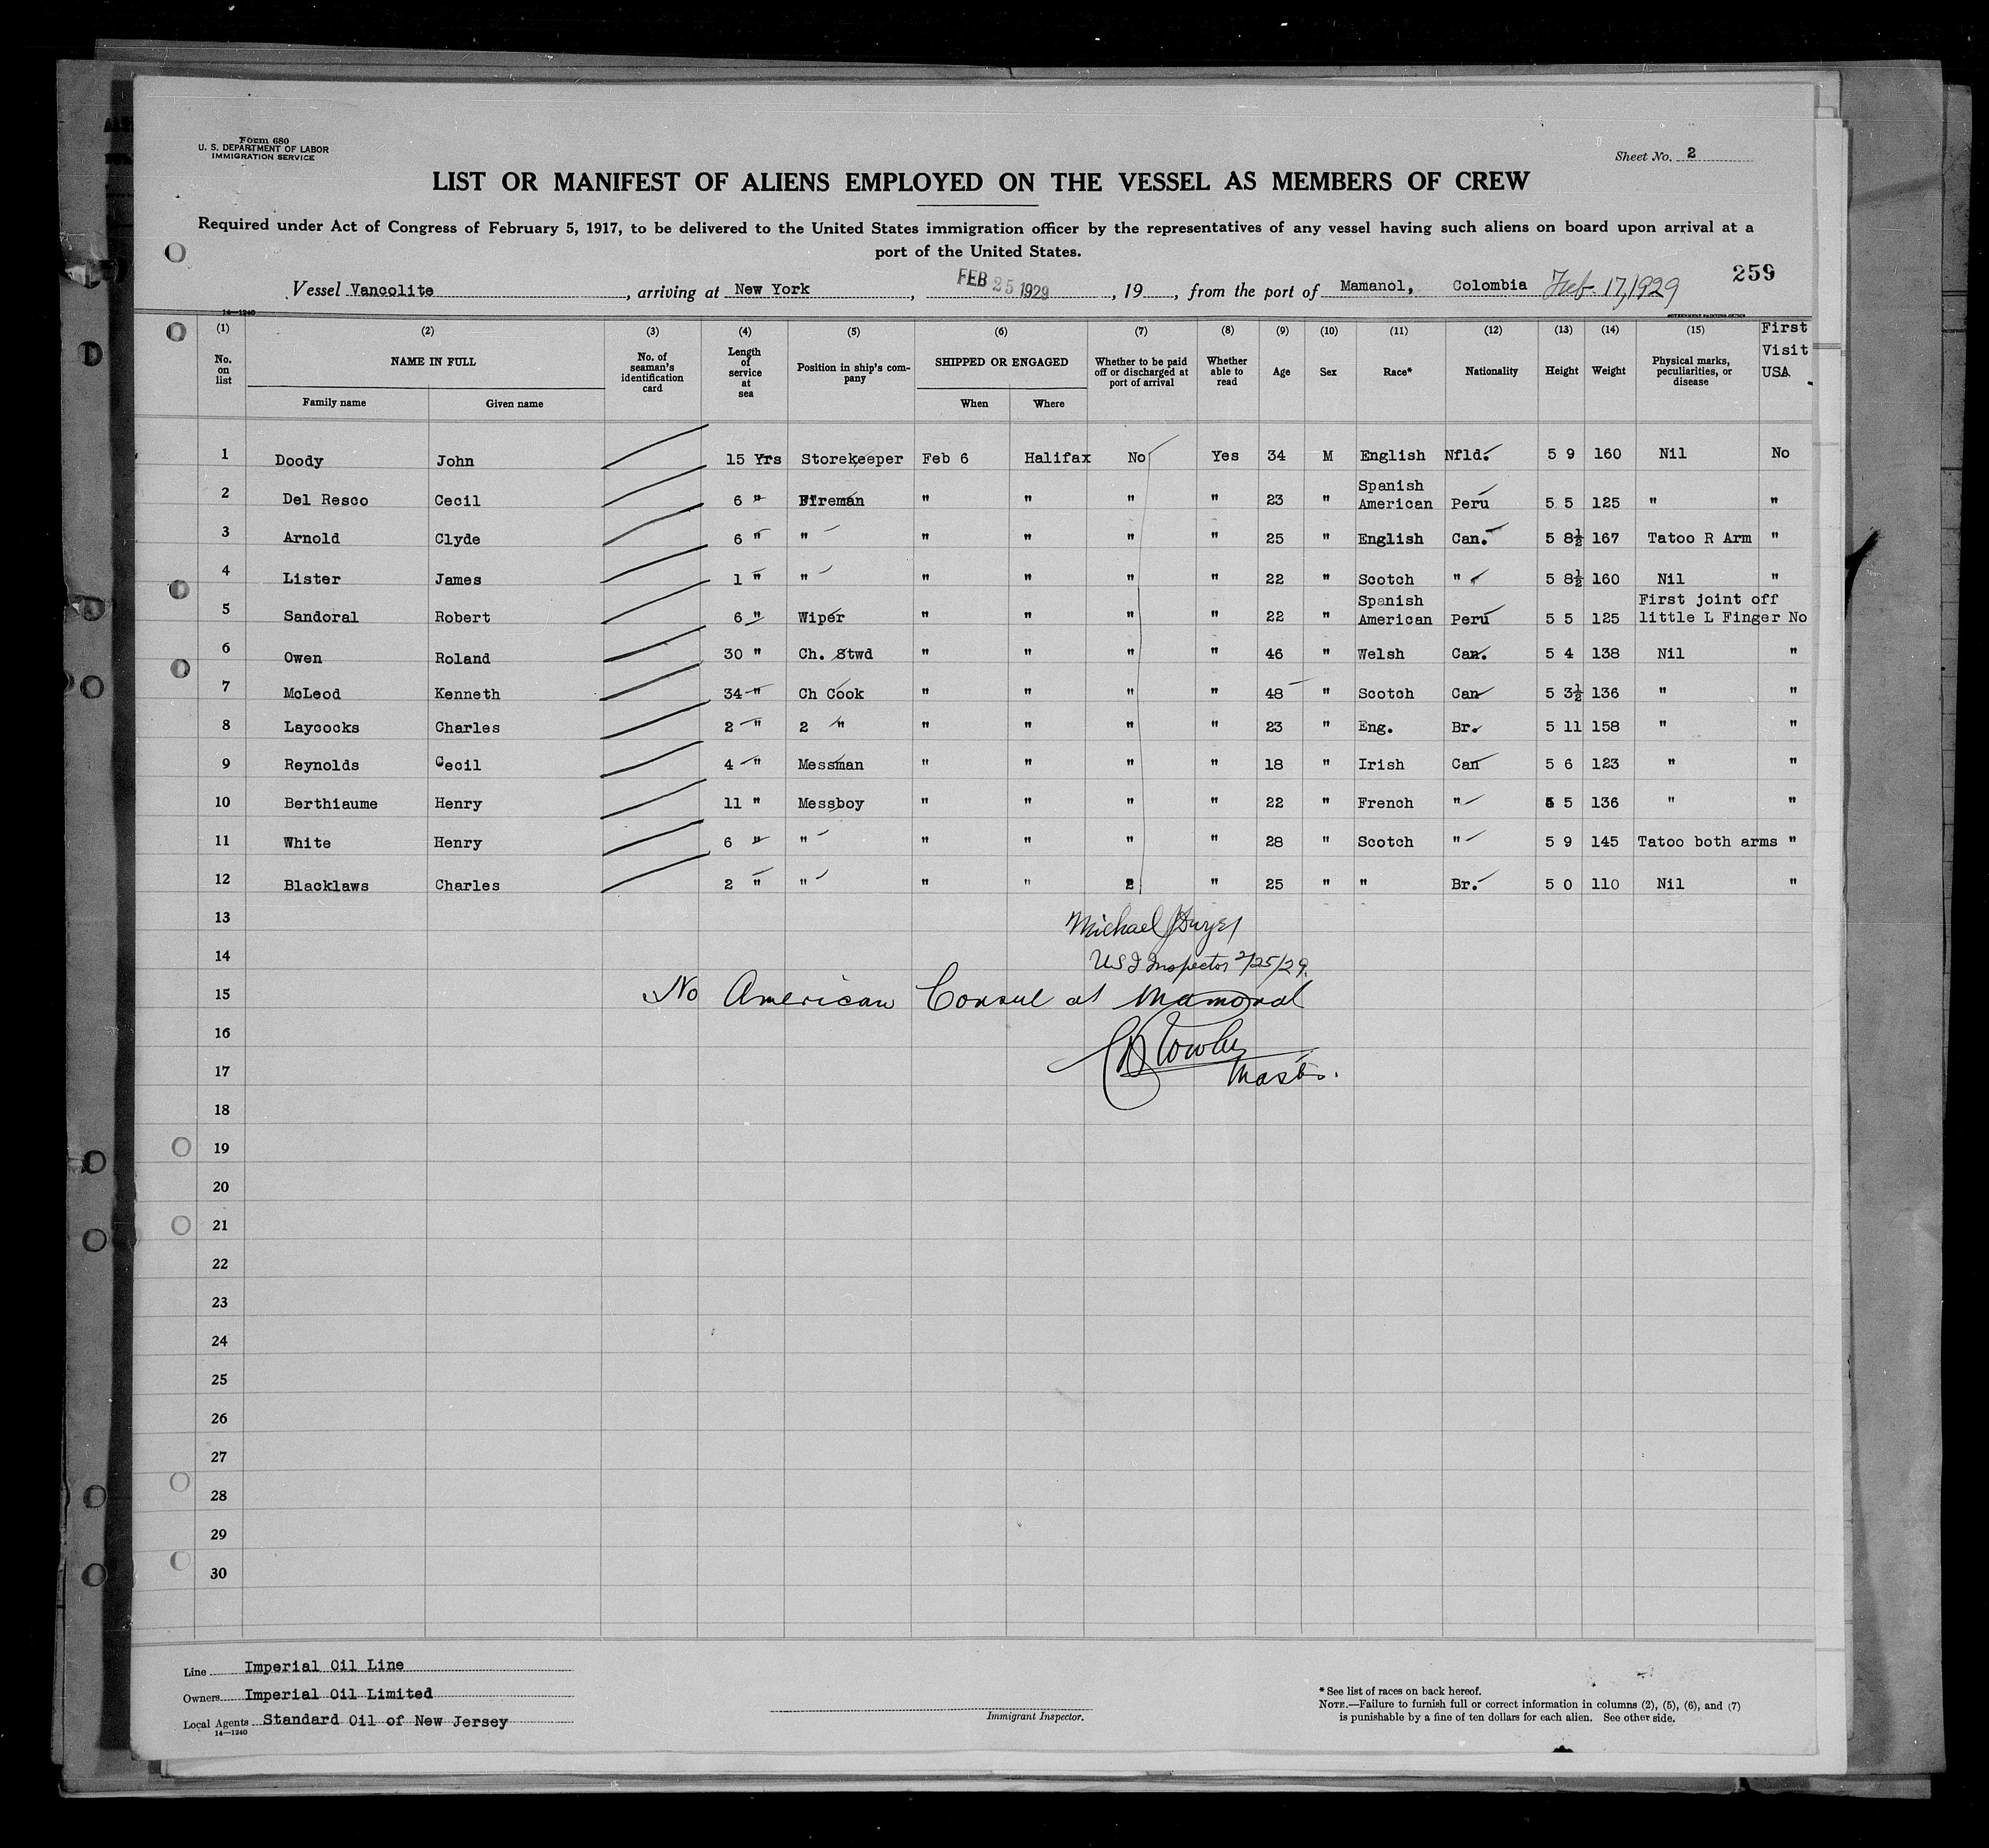 Form 680
U. S. DEPARTMENT OF LABOR
IMMIGRATION SERVICE
Sheet No. 2
LIST OR MANIFEST OF ALIENS EMPLOYED ON THE VESSEL AS MEMBERS OF CREW
Required under Act of Congress of February 5, 1917, to be delivered to the United States immigration officer by the representatives of any vessel having such aliens on board upon arrival at a
port of the United States.
259
Vessel Vancolite, arriving at New York, FEB 25 1929, 19, from the port of Mamanol, Colombia Feb. 17, 1929
14—1240 GOVERNMENT PRINTING OFFICE
(1) (2) (3) (4) (5) (6) (7) (8) (9) (10) (11) (12) (13) (14) (15) First Visit USA
No. on list NAME IN FULL No. of seaman's identification card Length of service at sea Position in ship's company SHIPPED OR ENGAGED Whether to be paid off or discharged at port of arrival Whether able to read Age Sex Race* Nationality Height Weight Physical marks, peculiarities, or disease
Family name Given name When Where
1 Doody John 15 Yrs Storekeeper Feb 6 Halifax No Yes 34 M English Nfld. 5 9 160 Nil No
2 Del Resco Cecil 6 " Fireman " " " " 23 " Spanish American Peru 5 5 125 " "
3 Arnold Clyde 6 " " " " " " 25 " English Can. 5 8½ 167 Tatoo R Arm "
4 Lister James 1 " " " " " " 22 " Scotch " 5 8½ 160 Nil "
5 Sandoral Robert 6 " Wiper " " " " 22 " Spanish American Peru 5 5 125 First joint off little L Finger No
6 Owen Roland 30 " Ch. Stwd " " " " 46 " Welsh Can. 5 4 138 Nil "
7 McLeod Kenneth 34 " Ch Cook " " " " 48 " Scotch Can 5 3½ 136 " "
8 Laycocks Charles 2 " 2 " " " " " 23 " Eng. Br. 5 11 158 " "
9 Reynolds Cecil 4 " Messman " " " " 18 " Irish Can 5 6 123 " "
10 Berthiaume Henry 11 " Messboy " " " " 22 " French " 5 5 136 " "
11 White Henry 6 " " " " " " 28 " Scotch " 5 9 145 Tatoo both arms "
12 Blacklaws Charles 2 " " " " " 25 " " Br. 5 0 110 Nil "
13
Michael J Dwyer
14
US I Inspector 2/25/29.
15
No American Consul at Mamonal
16
17
Master.
18
19
20
21
22
23
24
25
26
27
28
29
30
Line Imperial Oil Line
Owners Imperial Oil Limited
Local Agents Standard Oil of New Jersey
14—1240
Immigrant Inspector.
* See list of races on back hereof.
NOTE.—Failure to furnish full or correct information in columns (2), (5), (6), and (7)
is punishable by a fine of ten dollars for each alien. See other side.